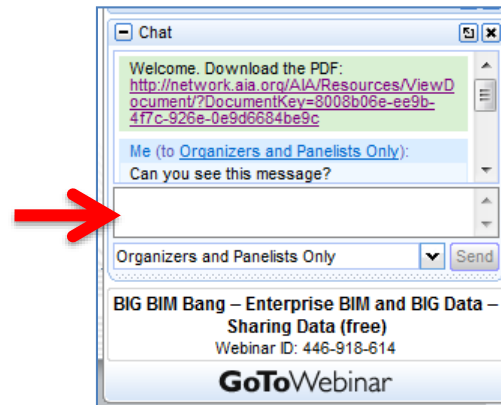 Chat
Welcome. Download the PDF:
http://network.aia.org/AIA/Resources/ViewD
ocument/?DocumentKey=8008b06e-ee9b-
4f7c-926e-0e9d6684be9c
Me (to Organizers and Panelists Only):
Can you see this message?
Organizers and Panelists Only
Send
BIG BIM Bang – Enterprise BIM and BIG Data –
Sharing Data (free)
Webinar ID: 446-918-614
GoToWebinar